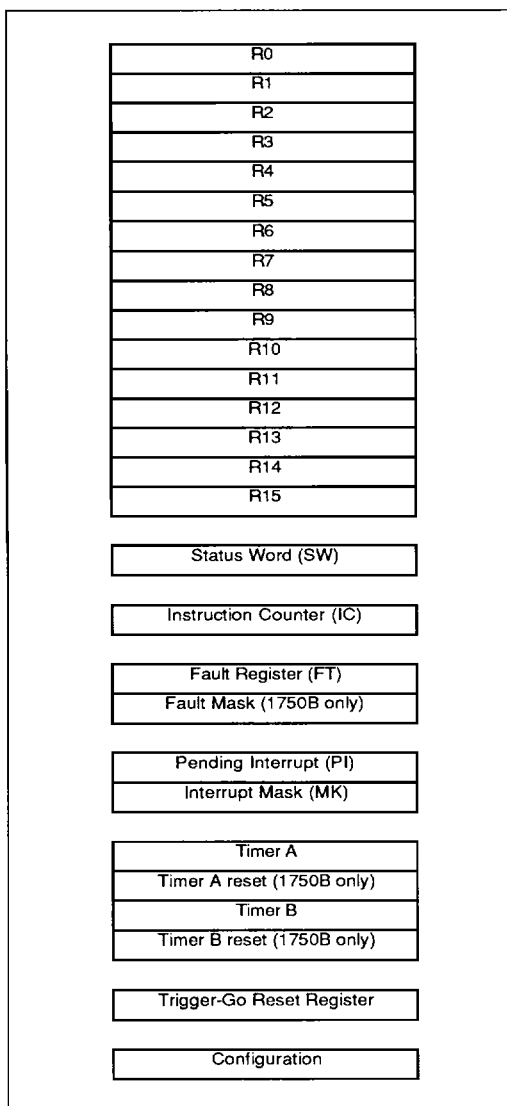 R0
R1
R2
R3
R4
R5
R6
R7
R8
R9
R10
R11
R12
R13
R14
R15
Status Word (SW)
Instruction Counter (IC)
Fault Register (FT)
Fault Mask (1750B only)
Pending Interrupt (PI)
Interrupt Mask (MK)
Timer A
Timer A reset (1750B only)
Timer B
Timer B reset (1750B only)
Trigger-Go Reset Register
Configuration